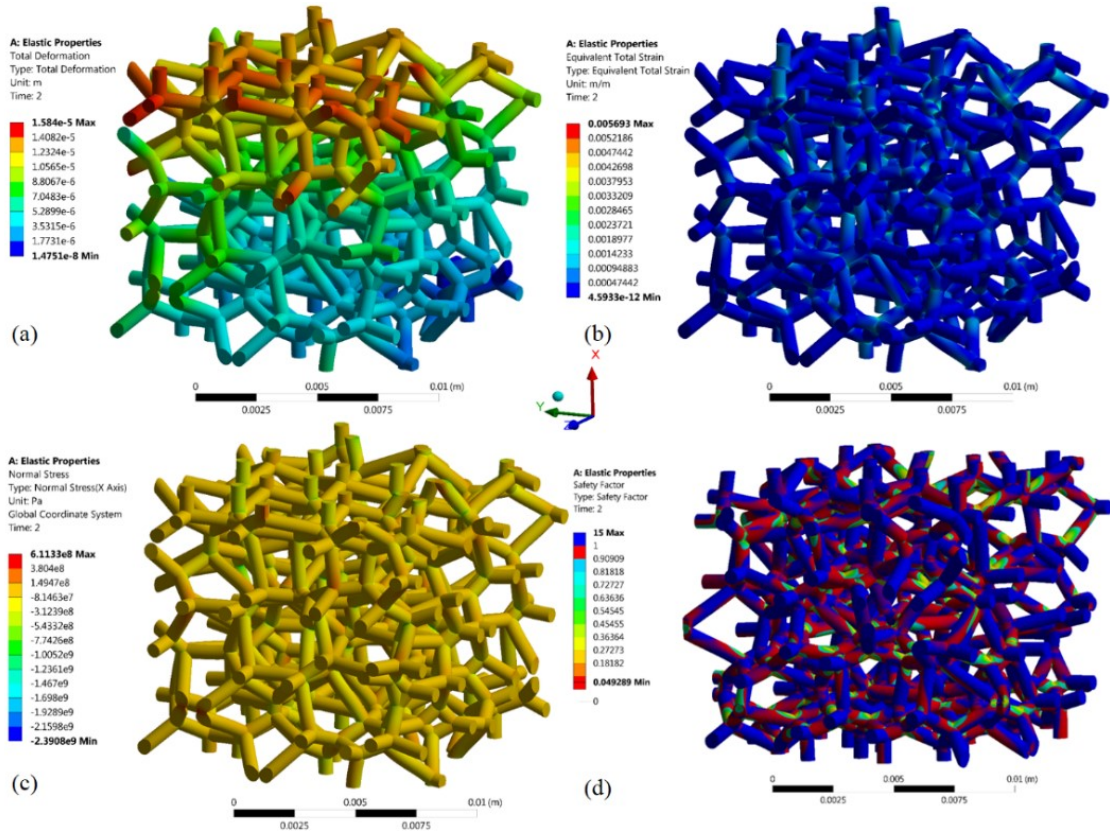 A: Elastic Properties
Total Deformation
Type: Total Deformation
Unit: m
Time: 2
1.584e-5 Max
1.4082e-5
1.2324e-5
1.0565e-5
8.8067e-6
7.0483e-6
5.2899e-6
3.5315e-6
1.7731e-6
1.4751e-8 Min
(a)
0 0.005 0.01 (m)
0.0025 0.0075
A: Elastic Properties
Equivalent Total Strain
Type: Equivalent Total Strain
Unit: m/m
Time: 2
0.005693 Max
0.0052186
0.0047442
0.0042698
0.0037953
0.0033209
0.0028465
0.0023721
0.0018977
0.0014233
0.00094883
0.00047442
4.5933e-12 Min
(b)
0 0.005 0.01 (m)
0.0025 0.0075
X
Y
Z
A: Elastic Properties
Normal Stress
Type: Normal Stress(X Axis)
Unit: Pa
Global Coordinate System
Time: 2
6.1133e8 Max
3.804e8
1.4947e8
-8.1463e7
-3.1239e8
-5.4332e8
-7.7426e8
-1.0052e9
-1.2361e9
-1.467e9
-1.698e9
-1.9289e9
-2.1598e9
-2.3908e9 Min
(c)
0 0.005 0.01 (m)
0.0025 0.0075
A: Elastic Properties
Safety Factor
Type: Safety Factor
Time: 2
15 Max
1
0.90909
0.81818
0.72727
0.63636
0.54545
0.45455
0.36364
0.27273
0.18182
0.049289 Min
0
(d)
0 0.005 0.01 (m)
0.0025 0.0075